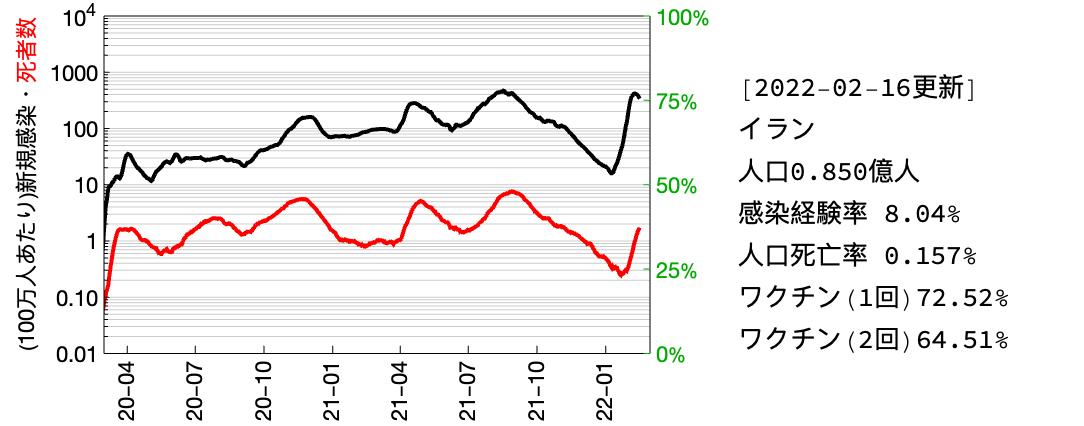 (100万人あたり)新規感染・死者数
10⁴
1000
100
10
1
0.10
0.01
100%
75%
50%
25%
0%
20-04
20-07
20-10
21-01
21-04
21-07
21-10
22-01
[2022-02-16更新]
イラン
人口0.850億人
感染経験率 8.04%
人口死亡率 0.157%
ワクチン(1回)72.52%
ワクチン(2回)64.51%